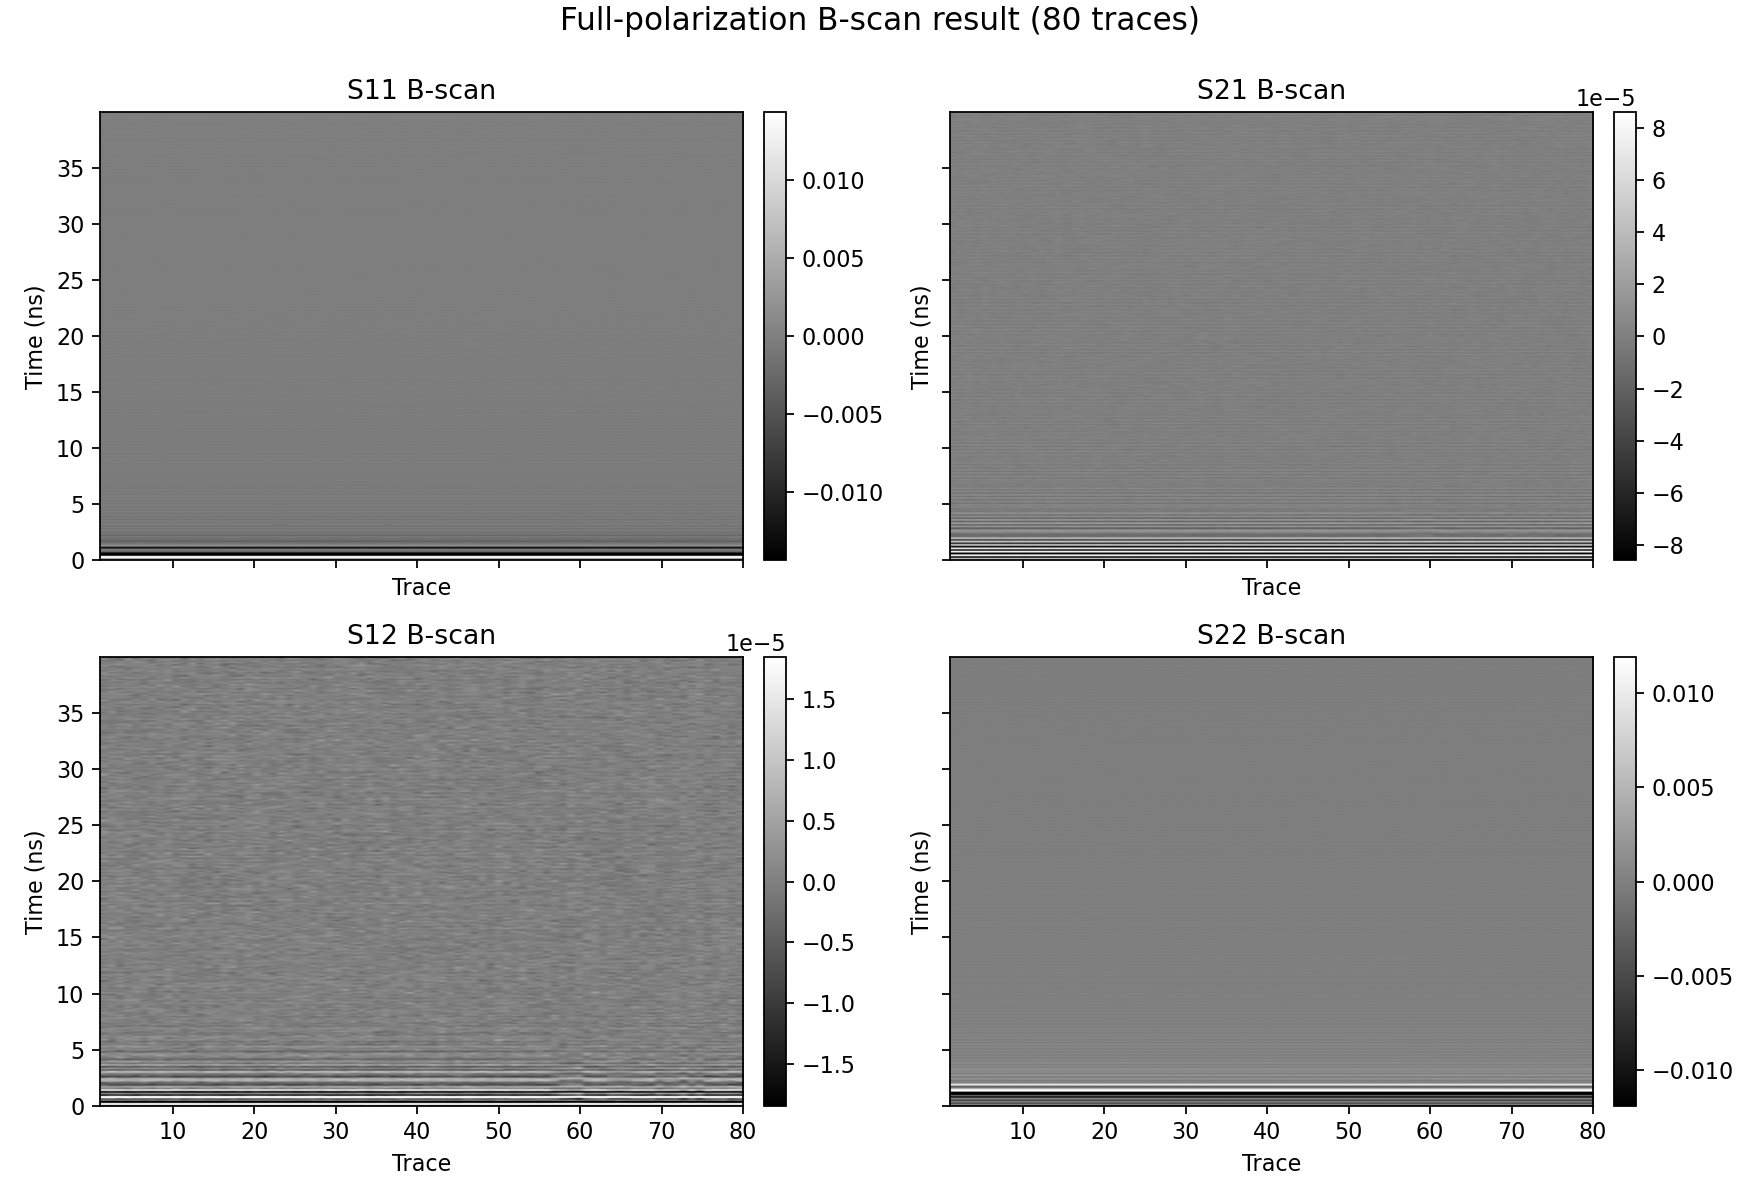 Full-polarization B-scan result (80 traces)
S11 B-scan
35
30
25
20
15
10
5
0
Time (ns)
Trace
0.010
0.005
0.000
−0.005
−0.010
S21 B-scan
1e−5
Time (ns)
Trace
8
6
4
2
0
−2
−4
−6
−8
S12 B-scan
1e−5
35
30
25
20
15
10
5
0
Time (ns)
10 20 30 40 50 60 70 80
Trace
1.5
1.0
0.5
0.0
−0.5
−1.0
−1.5
S22 B-scan
Time (ns)
10 20 30 40 50 60 70 80
Trace
0.010
0.005
0.000
−0.005
−0.010